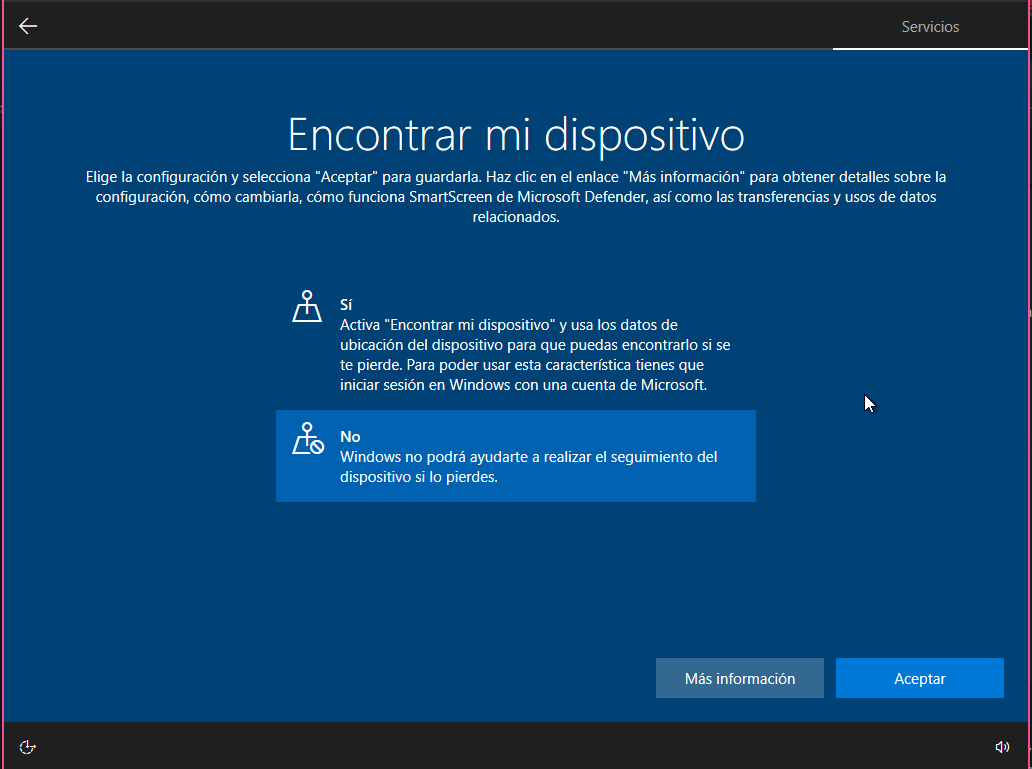 Servicios
Encontrar mi dispositivo
Elige la configuración y selecciona "Aceptar" para guardarla. Haz clic en el enlace "Más información" para obtener detalles sobre la
configuración, cómo cambiarla, cómo funciona SmartScreen de Microsoft Defender, así como las transferencias y usos de datos
relacionados.
Sí
Activa "Encontrar mi dispositivo" y usa los datos de
ubicación del dispositivo para que puedas encontrarlo si se
te pierde. Para poder usar esta característica tienes que
iniciar sesión en Windows con una cuenta de Microsoft.
No
Windows no podrá ayudarte a realizar el seguimiento del
dispositivo si lo pierdes.
Más información
Aceptar